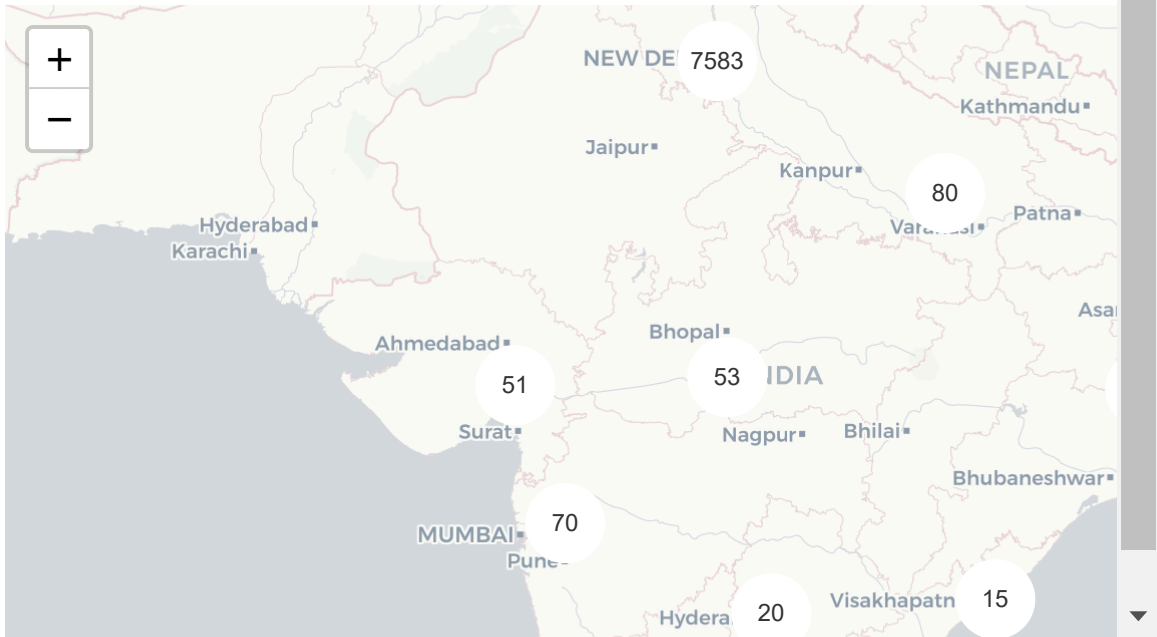 +
−
NEW DE
7583
NEPAL
Kathmandu
Jaipur
Kanpur
80
Patna
Hyderabad
Karachi
Asa
Bhopal
Ahmedabad
51
53
NDIA
Surat
Nagpur
Bhilai
Bhubaneshwar
70
MUMBAI
Pune
Visakhapatn
15
Hydera
20